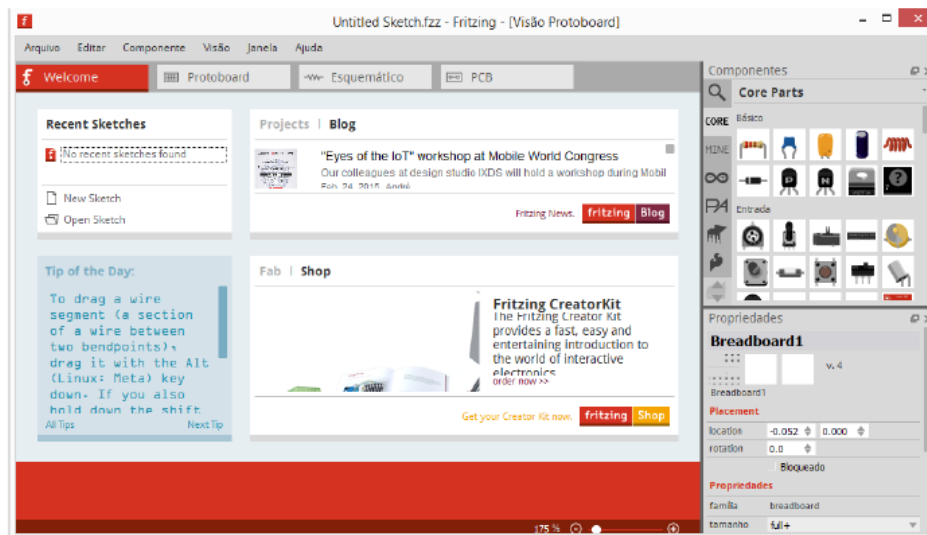 Untitled Sketch.fzz - Fritzing - [Visão Protoboard]
Arquivo Editar Componente Visão Janela Ajuda
Welcome
Protoboard
Esquemático
PCB
Recent Sketches
No recent sketches found
New Sketch
Open Sketch
Projects | Blog
"Eyes of the IoT" workshop at Mobile World Congress
Our colleagues at design studio IXDS will hold a workshop during Mobil
Feb. 24, 2015, André
Fritzing News.
fritzing Blog
Tip of the Day:
To drag a wire
segment (a section
of a wire between
two bendpoints),
drag it with the Alt
(Linux: Meta) key
down. If you also
hold down the shift
All Tips
Next Tip
Fab | Shop
Fritzing CreatorKit
The Fritzing Creator Kit
provides a fast, easy and
entertaining introduction to
the world of interactive
electronics
order now >>
Get your Creator Kit now.
fritzing Shop
175 %
Componentes
Core Parts
CORE
Básico
MINE
Entrada
Propriedades
Breadboard1
v. 4
Breadboard1
Placement
location -0.052 0.000
rotation 0.0
Bloqueado
Propriedades
família breadboard
tamanho full+